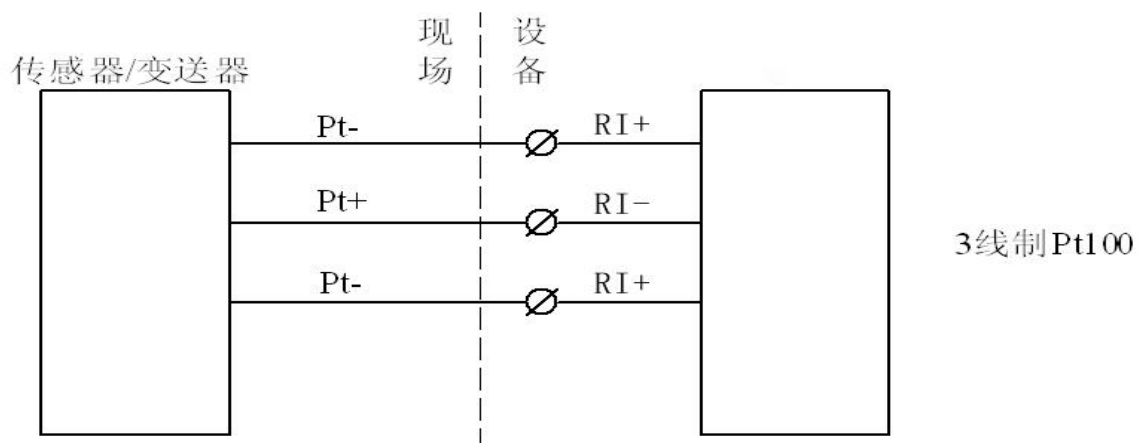 现 设
场 备
传感器/变送器
Pt- RI+
Pt+ RI-
Pt- RI+
3线制Pt100